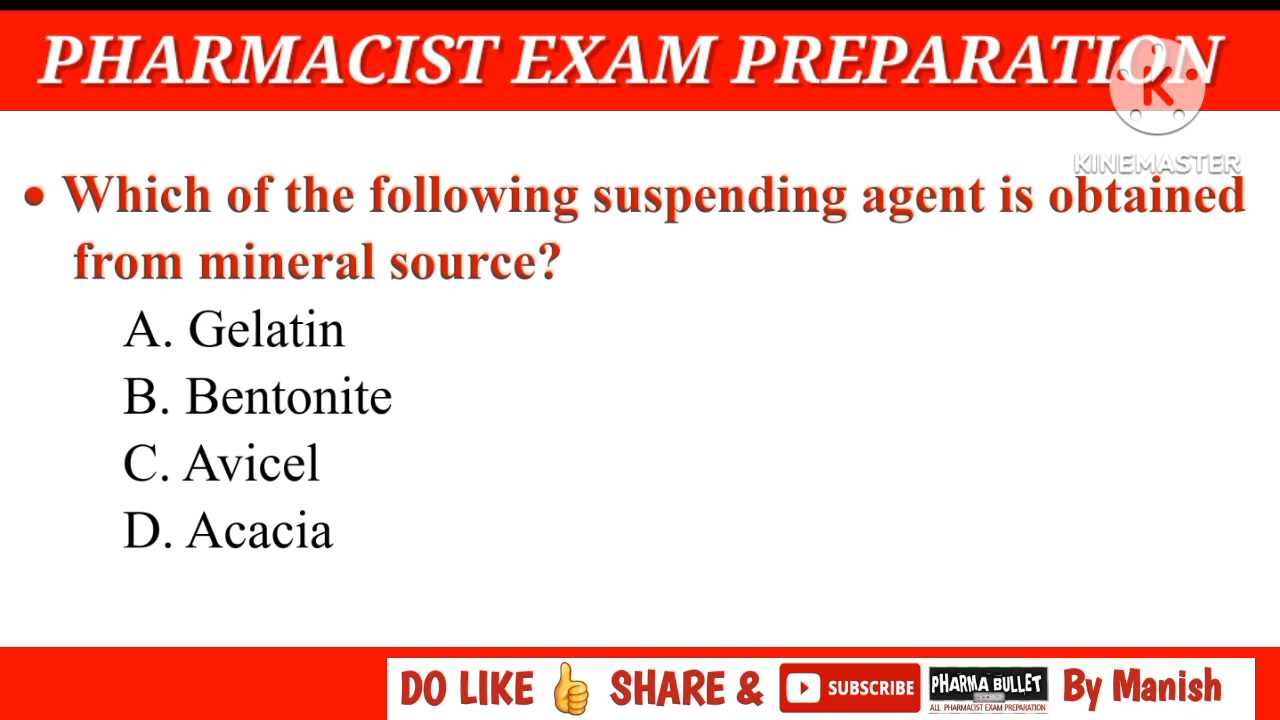 PHARMACIST EXAM PREPARATION
K
KINEMASTER
• Which of the following suspending agent is obtained
from mineral source?
A. Gelatin
B. Bentonite
C. Avicel
D. Acacia
DO LIKE 👍 SHARE & SUBSCRIBE PHARMA BULLET By Manish
ALL PHARMACIST EXAM PREPARATION